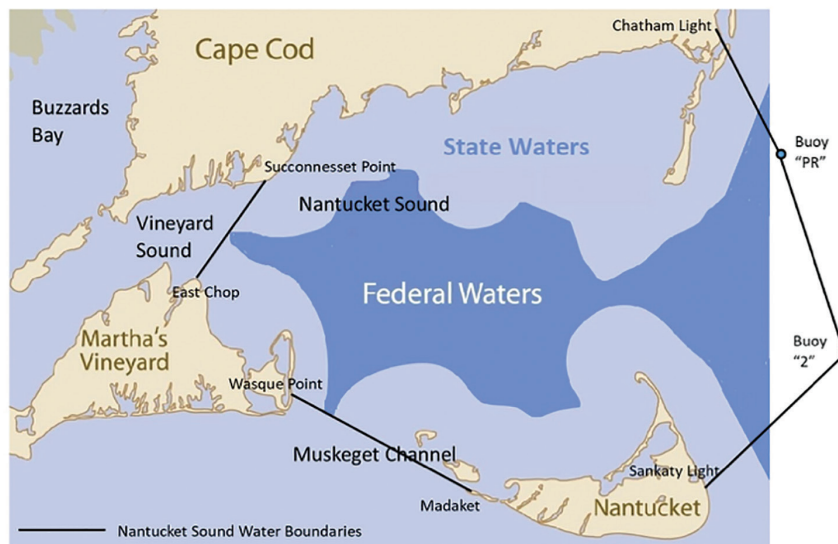 Chatham Light
Cape Cod
Buzzards
Bay
State Waters
Buoy
"PR"
Succonnesset Point
Nantucket Sound
Vineyard
Sound
East Chop
Federal Waters
Martha's
Vineyard
Buoy
"2"
Wasque Point
Muskeget Channel
Sankaty Light
Madaket
Nantucket
Nantucket Sound Water Boundaries